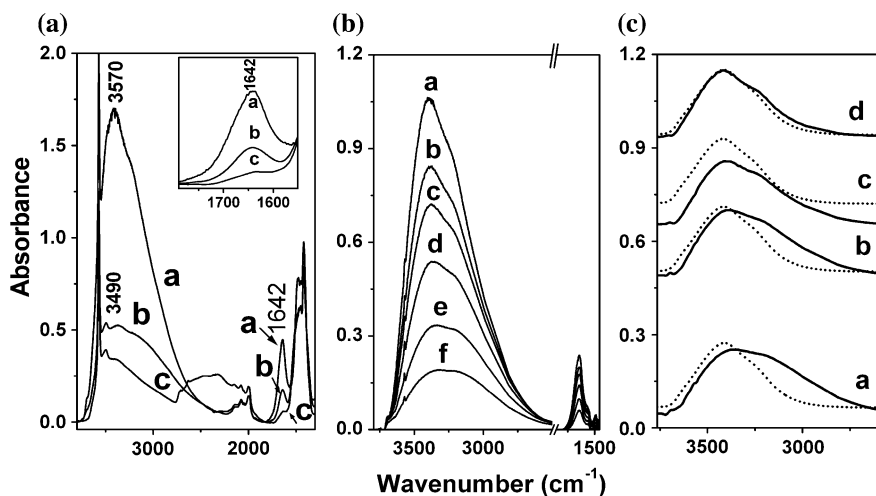 (a)
(b)
(c)
Absorbance
2.0
1.5
1.0
0.5
0.0
3570
3490
a
b
c
1642
a
b
c
1642
a
b
c
1700
1600
3000
2000
1.2
0.9
0.6
0.3
0.0
a
b
c
d
e
f
3500
3000
1500
1.2
0.9
0.6
0.3
0.0
d
c
b
a
3500
3000
Wavenumber (cm-1)